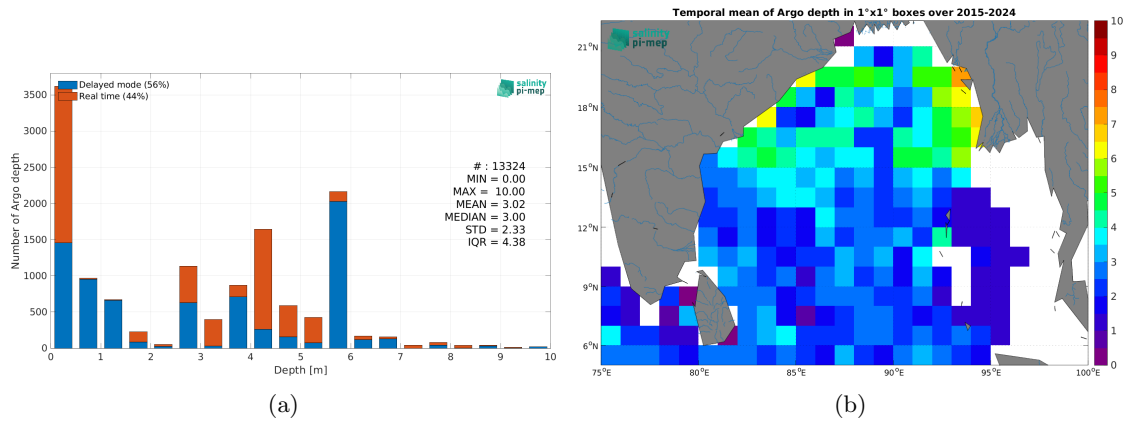 Temporal mean of Argo depth in 1°x1° boxes over 2015-2024
Delayed mode (56%)
Real time (44%)
salinity
pi-mep
# : 13324
MIN = 0.00
MAX = 10.00
MEAN = 3.02
MEDIAN = 3.00
STD = 2.33
IQR = 4.38
Number of Argo depth
3500
3000
2500
2000
1500
1000
500
0
0 1 2 3 4 5 6 7 8 9 10
Depth [m]
(a)
salinity
pi-mep
21°N
18°N
15°N
12°N
9°N
6°N
75°E 80°E 85°E 90°E 95°E 100°E
10
9
8
7
6
5
4
3
2
1
0
(b)